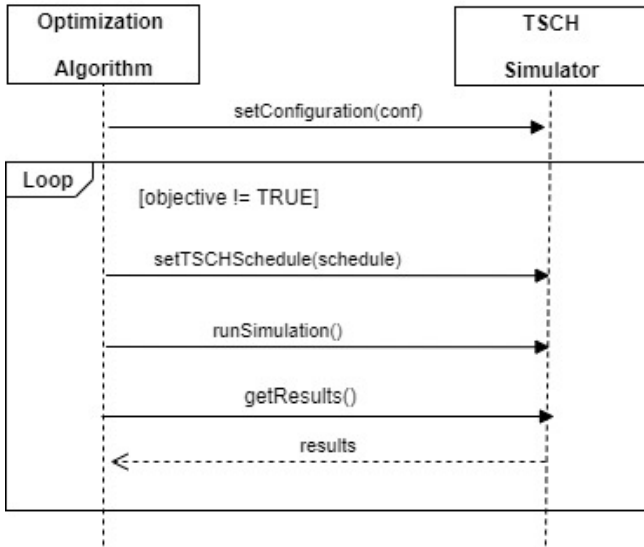 Optimization
Algorithm
TSCH
Simulator
setConfiguration(conf)
Loop
[objective != TRUE]
setTSCHSchedule(schedule)
runSimulation()
getResults()
results